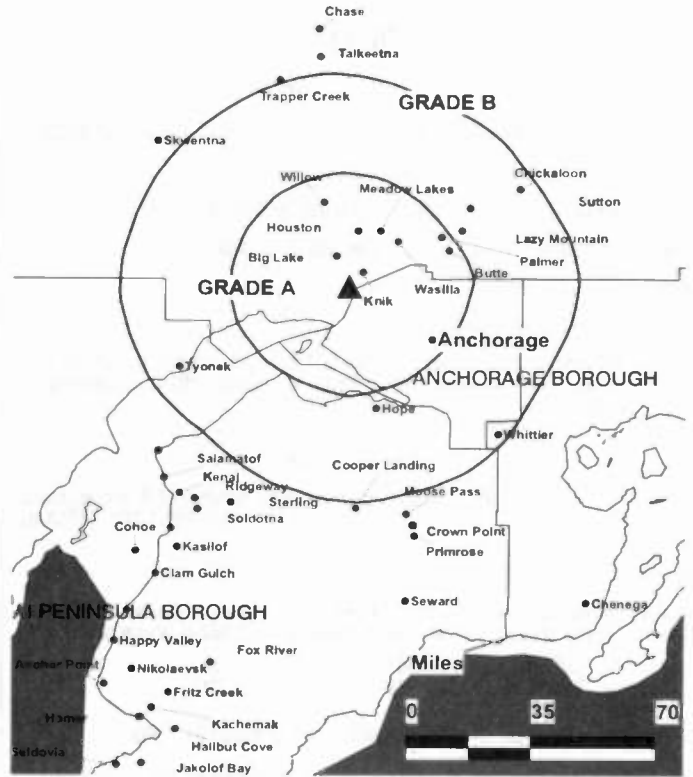 Chase
Talkeetna
Trapper Creek
GRADE B
Skwentna
Willow
Chickaloon
Meadow Lakes
Sutton
Houston
Lazy Mountain
Big Lake
Palmer
Butte
GRADE A
Wasilla
Knik
Anchorage
Tyonek
ANCHORAGE BOROUGH
Hope
Whittier
Salamatof
Cooper Landing
Kenai
Ridgeway
Sterling
Moose Pass
Soldotna
Cohoe
Crown Point
Kasilof
Primrose
Clam Gulch
Seward
Chenega
AI PENINSULA BOROUGH
Happy Valley
Fox River
Anchor Point
Nikolaevsk
Miles
Fritz Creek
0 35 70
Homer
Kachemak
Halibut Cove
Seldovia
Jakolof Bay